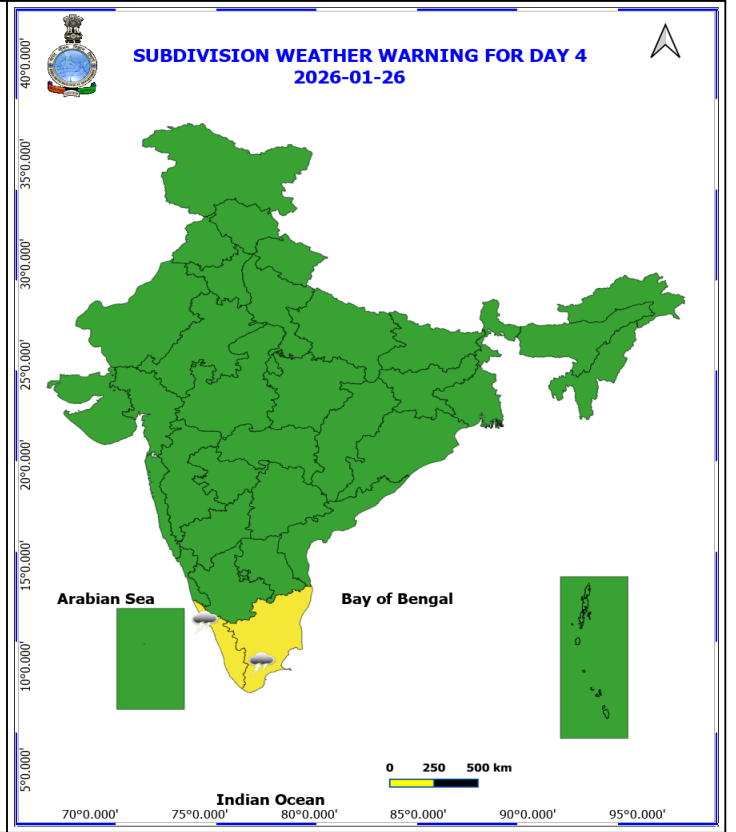 SUBDIVISION WEATHER WARNING FOR DAY 4
2026-01-26
40°0.000'
35°0.000'
30°0.000'
25°0.000'
20°0.000'
15°0.000'
10°0.000'
5°0.000'
Arabian Sea
Bay of Bengal
0 250 500 km
Indian Ocean
70°0.000' 75°0.000' 80°0.000' 85°0.000' 90°0.000' 95°0.000'